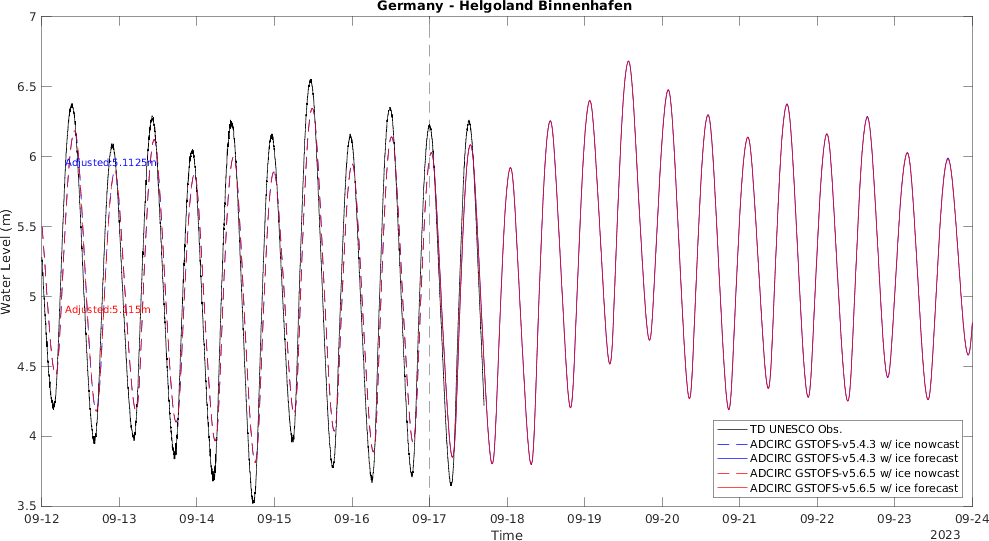 Germany - Helgoland Binnenhafen
7
6.5
6
5.5
5
4.5
4
3.5
Water Level (m)
Adjusted:5.1125m
Adjusted:5.115m
TD UNESCO Obs.
ADCIRC GSTOFS-v5.4.3 w/ ice nowcast
ADCIRC GSTOFS-v5.4.3 w/ ice forecast
ADCIRC GSTOFS-v5.6.5 w/ ice nowcast
ADCIRC GSTOFS-v5.6.5 w/ ice forecast
09-12 09-13 09-14 09-15 09-16 09-17 09-18 09-19 09-20 09-21 09-22 09-23 09-24
Time
2023